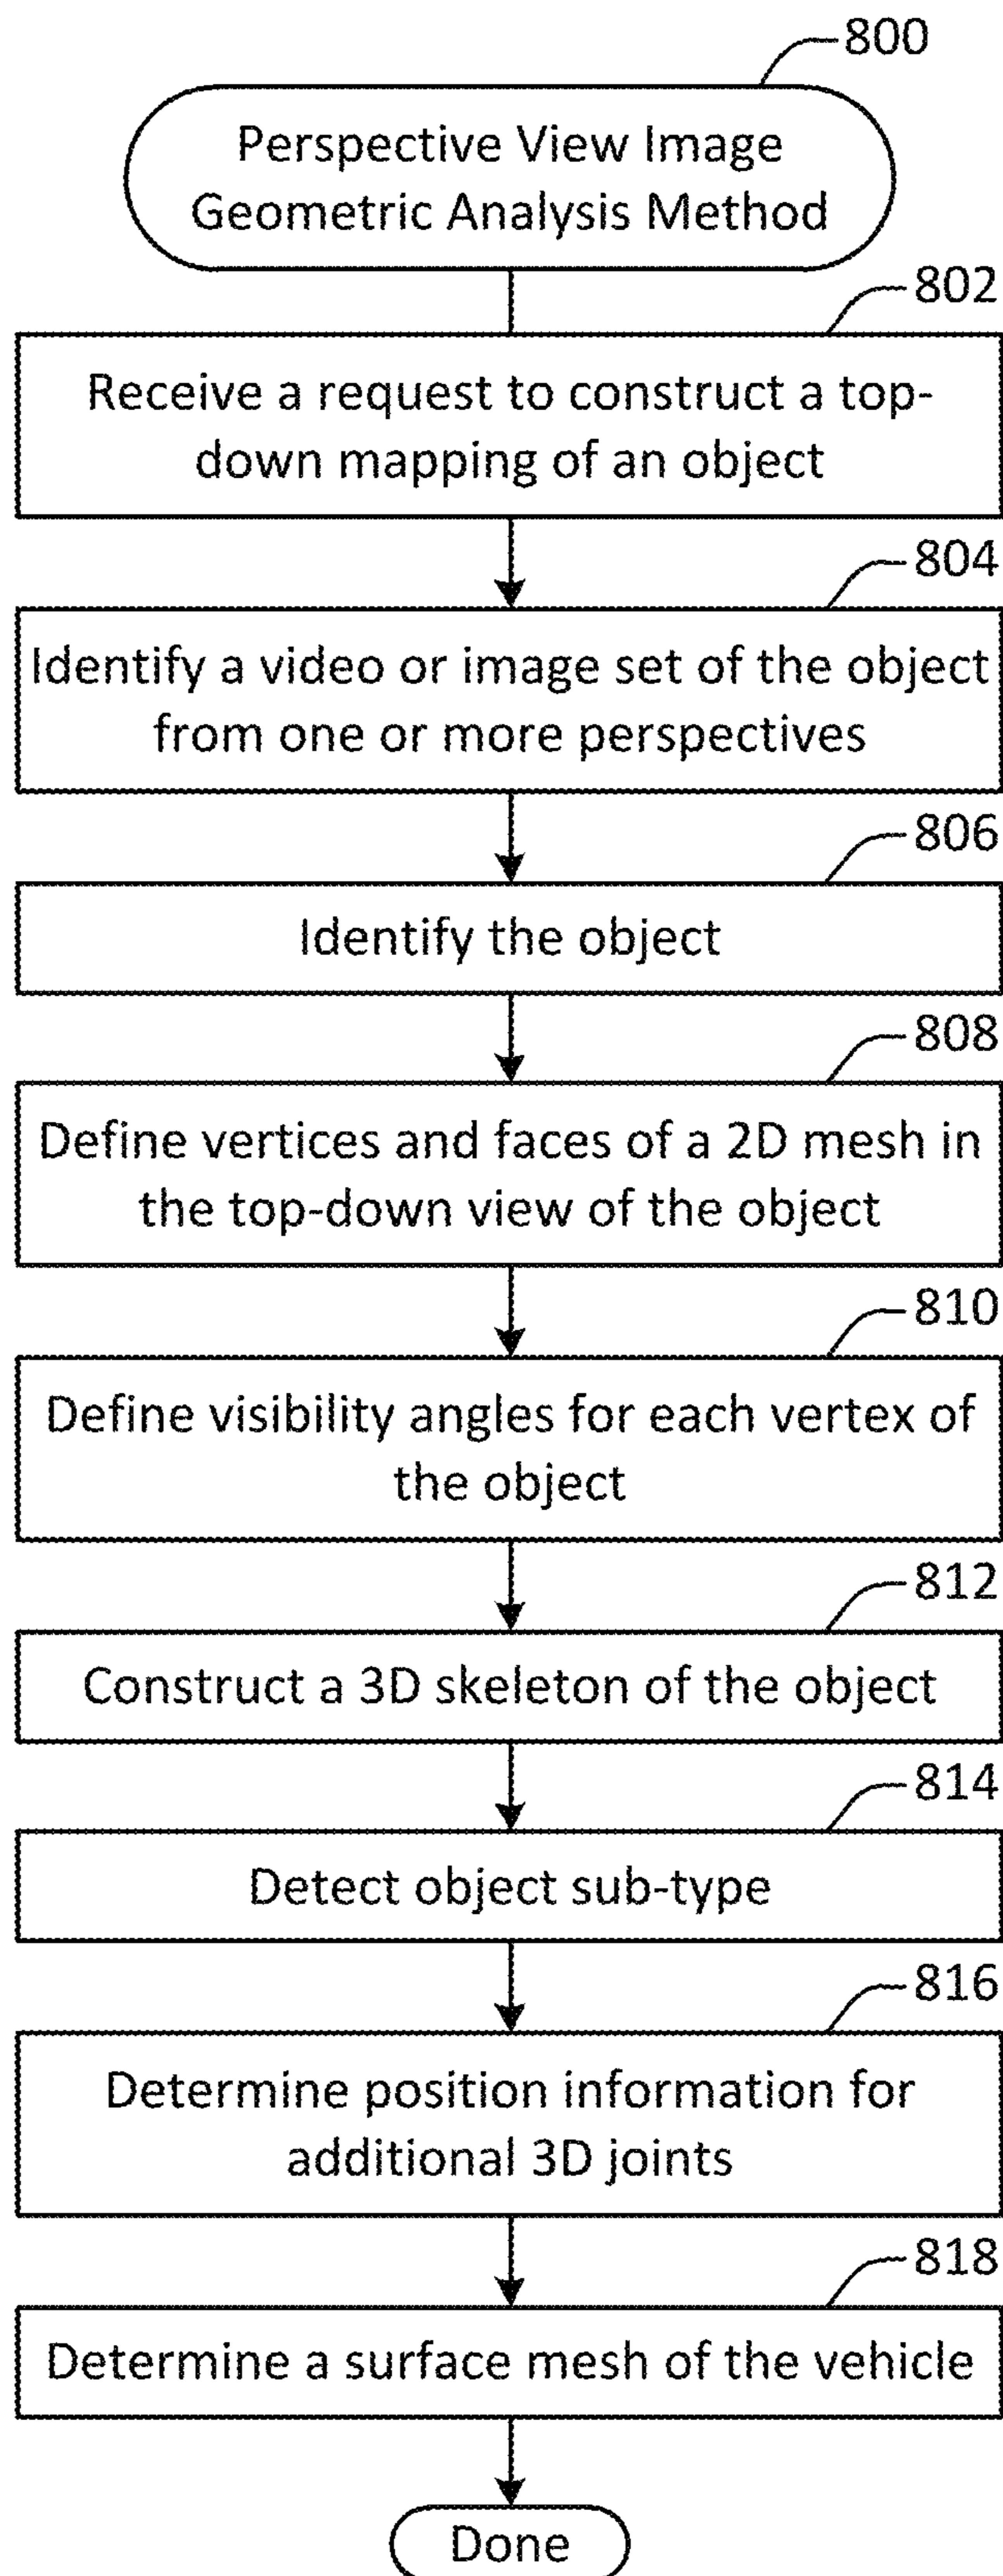 800
Perspective View Image
Geometric Analysis Method
802
Receive a request to construct a top-
down mapping of an object
804
Identify a video or image set of the object
from one or more perspectives
806
Identify the object
808
Define vertices and faces of a 2D mesh in
the top-down view of the object
810
Define visibility angles for each vertex of
the object
812
Construct a 3D skeleton of the object
814
Detect object sub-type
816
Determine position information for
additional 3D joints
818
Determine a surface mesh of the vehicle
Done